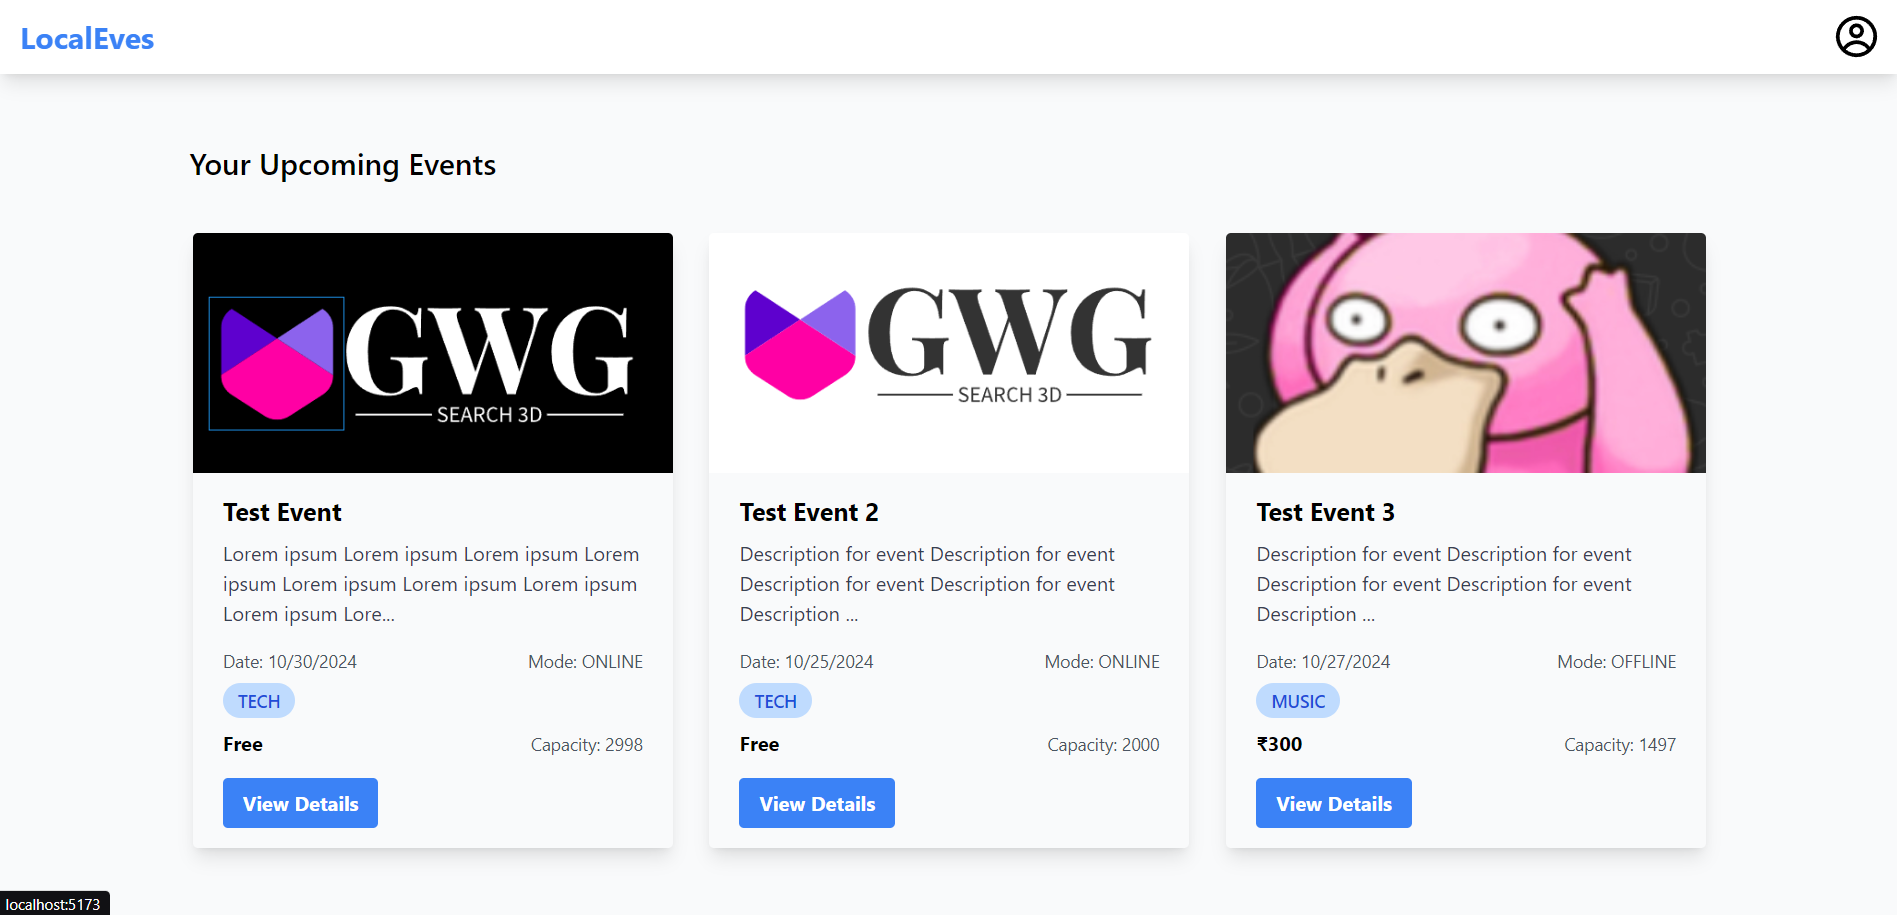 LocalEves
Your Upcoming Events
GWG
SEARCH 3D
Test Event
Lorem ipsum Lorem ipsum Lorem ipsum Lorem
ipsum Lorem ipsum Lorem ipsum Lorem ipsum
Lorem ipsum Lore...
Date: 10/30/2024
Mode: ONLINE
TECH
Free
Capacity: 2998
View Details
GWG
SEARCH 3D
Test Event 2
Description for event Description for event
Description for event Description for event
Description ...
Date: 10/25/2024
Mode: ONLINE
TECH
Free
Capacity: 2000
View Details
Test Event 3
Description for event Description for event
Description for event Description for event
Description ...
Date: 10/27/2024
Mode: OFFLINE
MUSIC
₹300
Capacity: 1497
View Details
localhost:5173